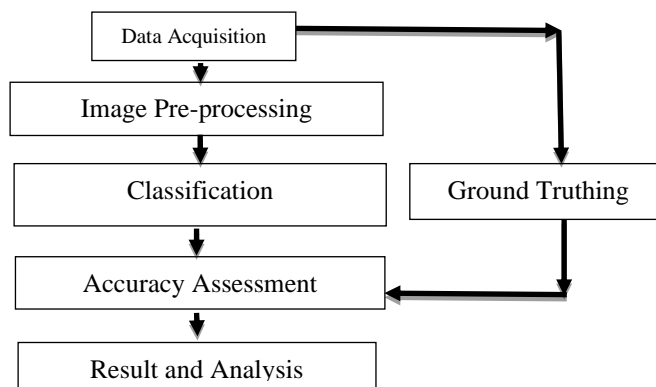 Data Acquisition
Image Pre-processing
Classification
Ground Truthing
Accuracy Assessment
Result and Analysis